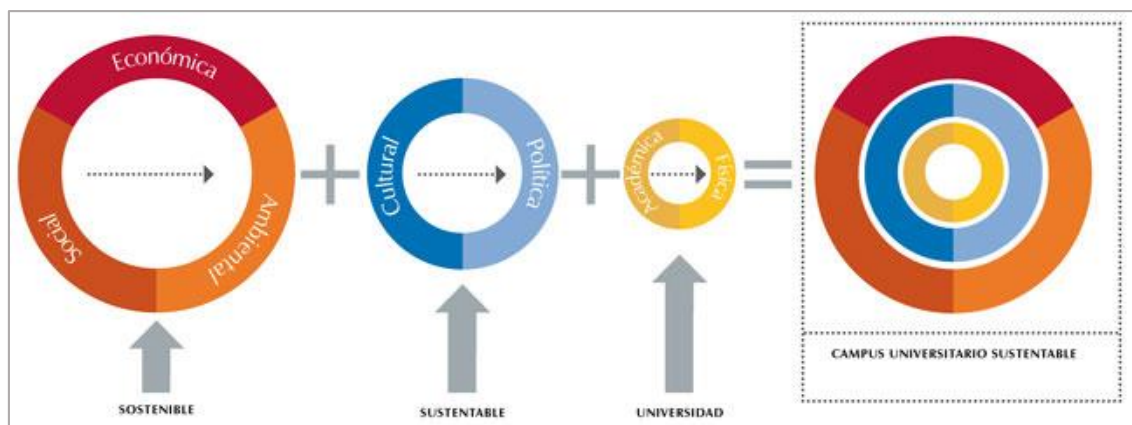 Económica
Social
Ambiental
+
Cultural
Política
+
Académica
Física
=
SOSTENIBLE
SUSTENTABLE
UNIVERSIDAD
CAMPUS UNIVERSITARIO SUSTENTABLE